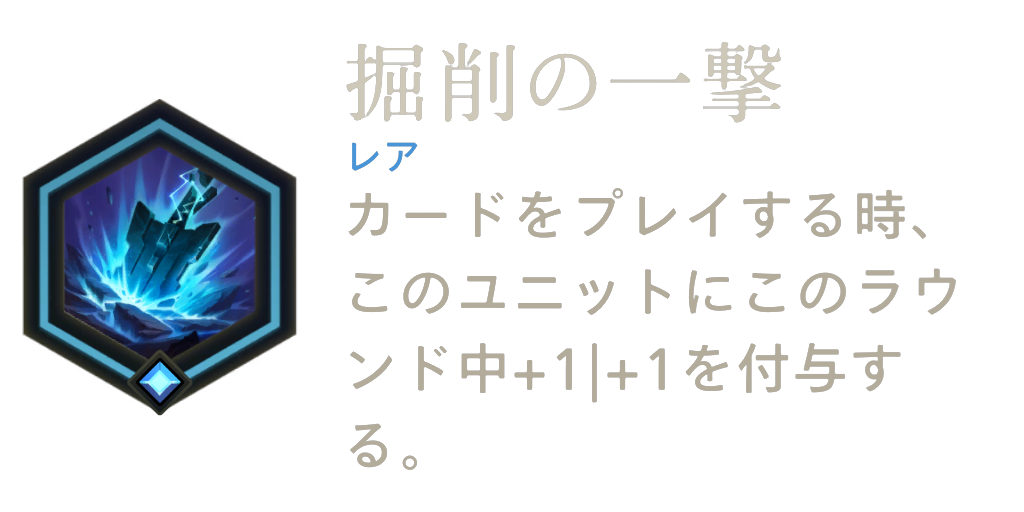 掘削の一撃
レア
カードをプレイする時、
このユニットにこのラウ
ンド中+1|+1を付与す
る。